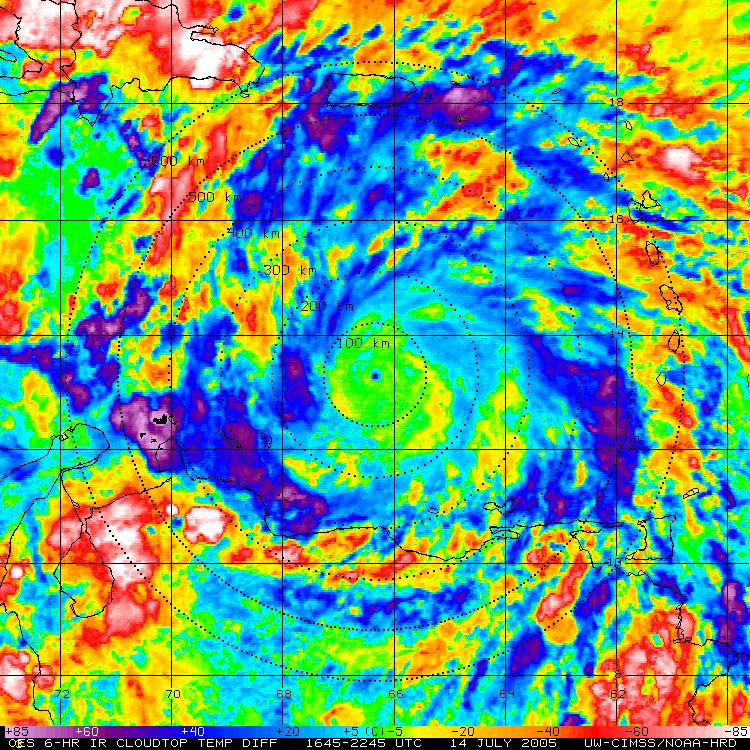 18
600 km
500 km
16
400 km
300 km
200 km
14
100 km
12
10
8
72 70 68 66 64 62
+85 +60 +40 +20 +5 (C) -5 -20 -40 -60 -85
OES 6-HR IR CLOUDTOP TEMP DIFF 1645-2245 UTC 14 JULY 2005 UW-CIMSS/NOAA-HRD